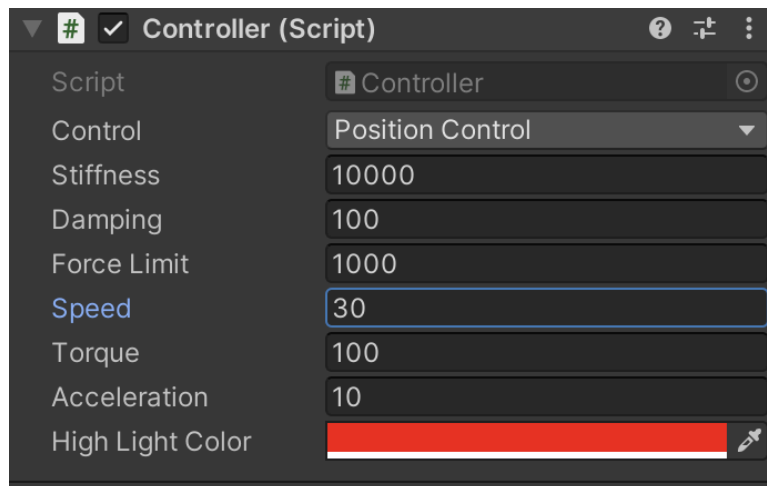 # Controller (Script)
Script # Controller
Control Position Control
Stiffness 10000
Damping 100
Force Limit 1000
Speed 30
Torque 100
Acceleration 10
High Light Color